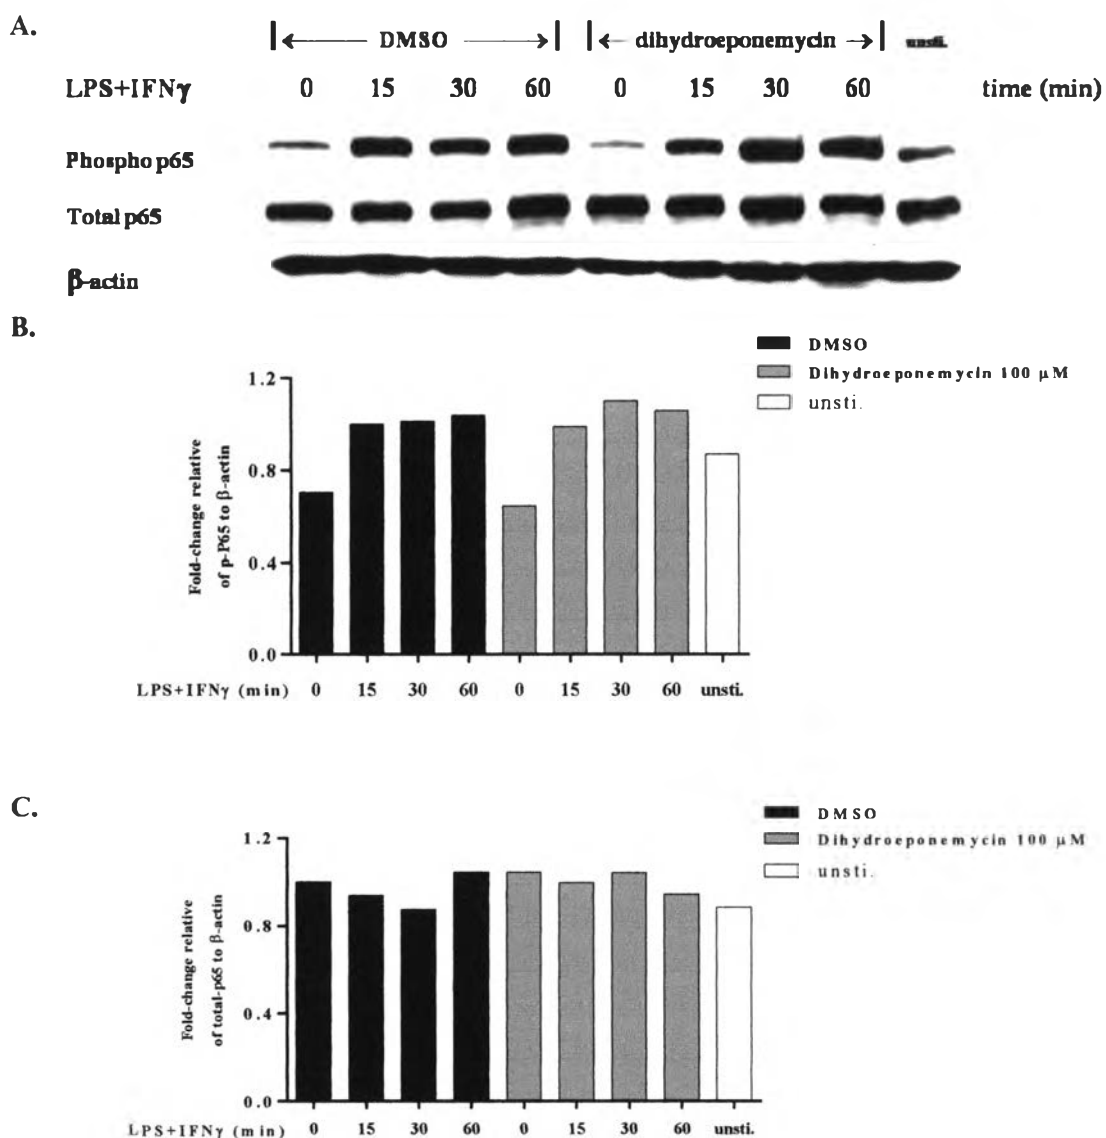 A.
DMSO dihydroeponemycin unsti.
LPS+IFNγ 0 15 30 60 0 15 30 60 time (min)
Phospho p65
Total p65
β-actin
B.
DMSO
Dihydroeponemycin 100 μM
unsti.
Fold-change relative
of p-P65 to β-actin
1.2
0.8
0.4
0.0
LPS+IFNγ (min) 0 15 30 60 0 15 30 60 unsti.
C.
DMSO
Dihydroeponemycin 100 μM
unsti.
Fold-change relative
of total-p65 to β-actin
1.2
0.8
0.4
0.0
LPS+IFNγ (min) 0 15 30 60 0 15 30 60 unsti.